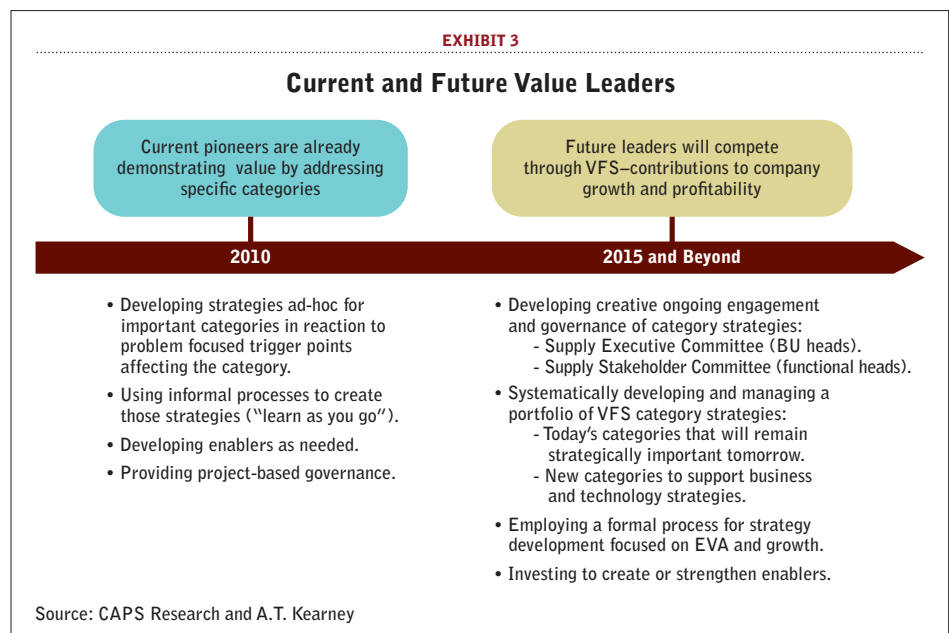 EXHIBIT 3
Current and Future Value Leaders
Current pioneers are already
demonstrating value by addressing
specific categories
Future leaders will compete
through VFS–contributions to company
growth and profitability
2010
2015 and Beyond
• Developing strategies ad-hoc for
important categories in reaction to
problem focused trigger points
affecting the category.
• Using informal processes to create
those strategies (“learn as you go”).
• Developing enablers as needed.
• Providing project-based governance.
• Developing creative ongoing engagement
and governance of category strategies:
- Supply Executive Committee (BU heads).
- Supply Stakeholder Committee (functional heads).
• Systematically developing and managing a
portfolio of VFS category strategies:
- Today’s categories that will remain
strategically important tomorrow.
- New categories to support business
and technology strategies.
• Employing a formal process for strategy
development focused on EVA and growth.
• Investing to create or strengthen enablers.
Source: CAPS Research and A.T. Kearney